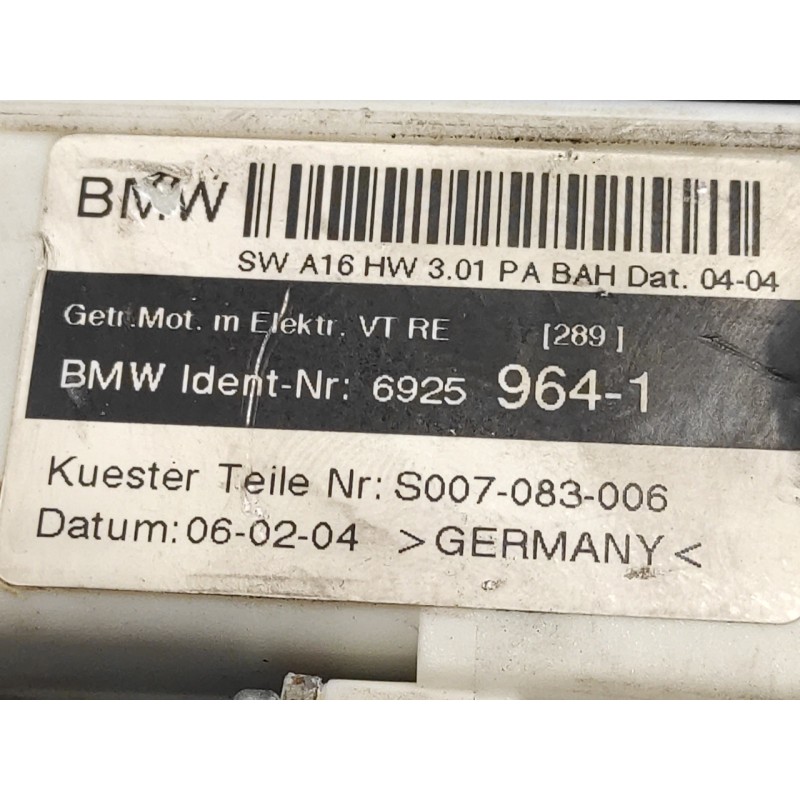 BMW
SW A16 HW 3.01 PA BAH Dat. 04-04
Getr.Mot. m Elektr. VT RE [289 ]
BMW Ident-Nr: 6925 964-1
Kuester Teile Nr: S007-083-006
Datum: 06-02-04 >GERMANY<